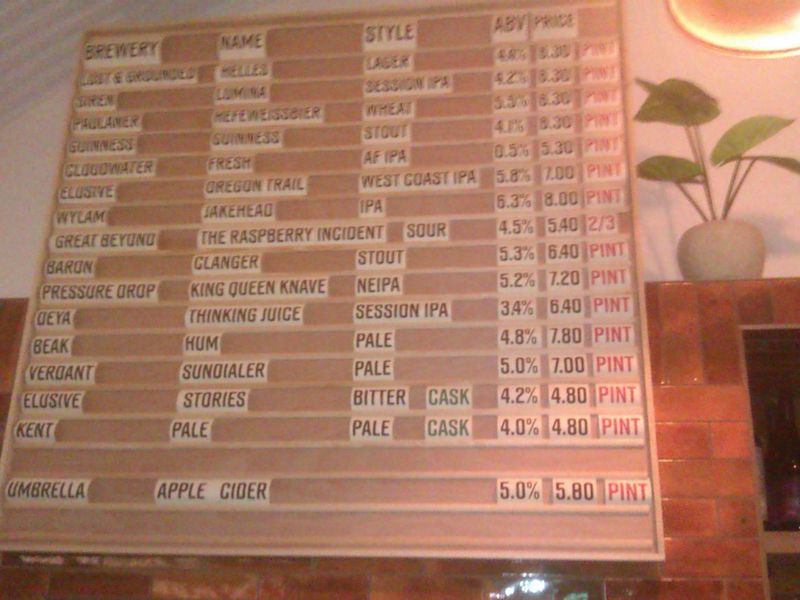 BREWERY NAME STYLE ABV PRICE
LOST & GROUNDED HELLES LAGER 4.4% 6.30 PINT
SIREN LUMINA SESSION IPA 4.2% 6.30 PINT
PAULANER HEFEWEISSBIER WHEAT 5.5% 6.30 PINT
GUINNESS GUINNESS STOUT 4.1% 6.30 PINT
CLOUDWATER FRESH AF IPA 0.5% 5.30 PINT
ELUSIVE OREGON TRAIL WEST COAST IPA 5.8% 7.00 PINT
WYLAM JAKEHEAD IPA 6.3% 8.00 PINT
GREAT BEYOND THE RASPBERRY INCIDENT SOUR 4.5% 5.40 2/3
BARON CLANGER STOUT 5.3% 6.40 PINT
PRESSURE DROP KING QUEEN KNAVE NEIPA 5.2% 7.20 PINT
DEYA THINKING JUICE SESSION IPA 3.4% 6.40 PINT
BEAK HUM PALE 4.8% 7.80 PINT
VERDANT SUNDIALER PALE 5.0% 7.00 PINT
ELUSIVE STORIES BITTER CASK 4.2% 4.80 PINT
KENT PALE PALE CASK 4.0% 4.80 PINT
UMBRELLA APPLE CIDER 5.0% 5.80 PINT